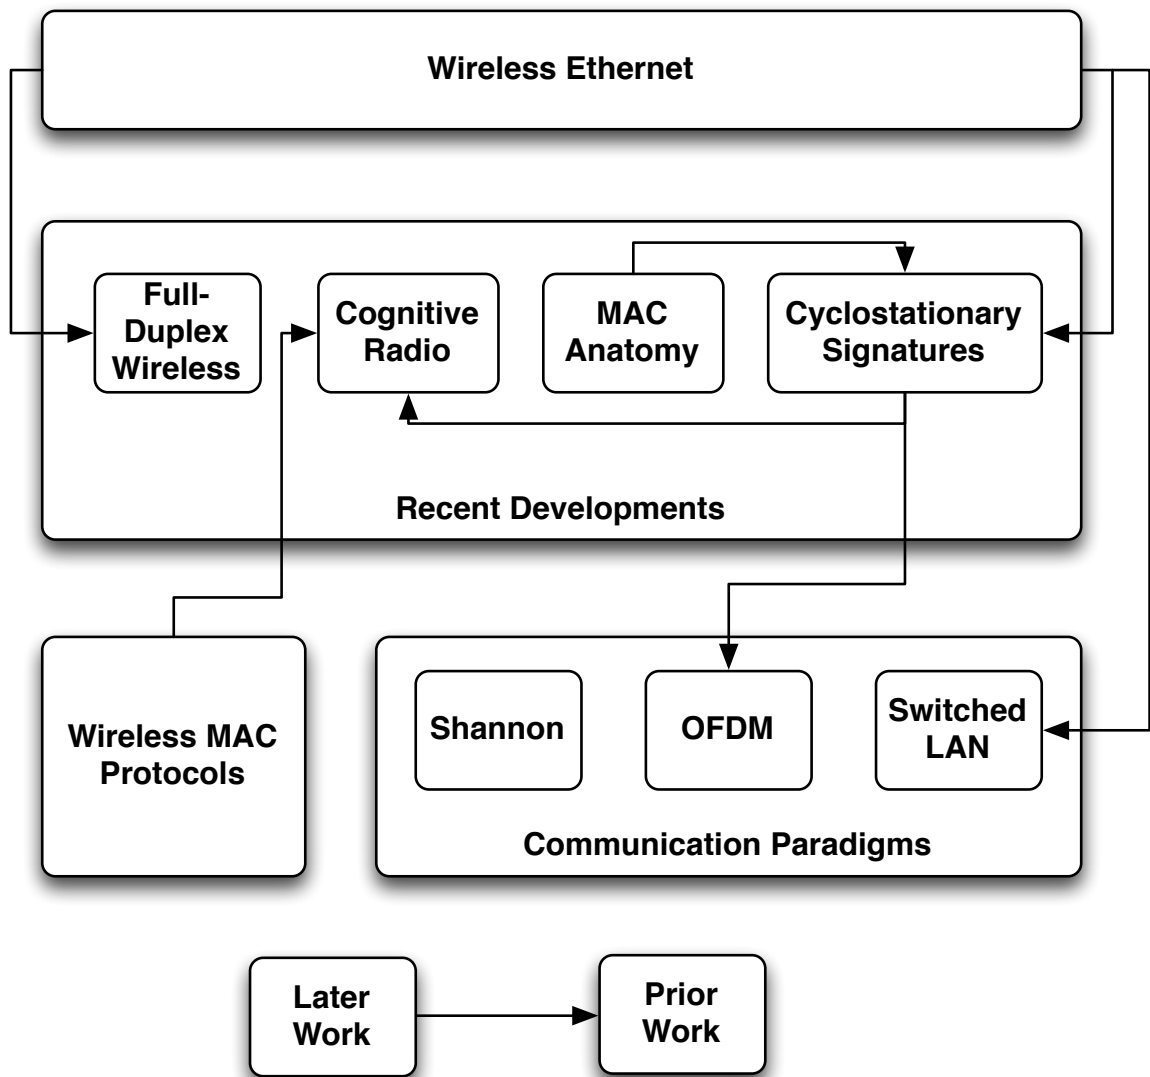 Wireless Ethernet
Full-
Duplex
Wireless
Cognitive
Radio
MAC
Anatomy
Cyclostationary
Signatures
Recent Developments
Wireless MAC
Protocols
Shannon
OFDM
Switched
LAN
Communication Paradigms
Later
Work
Prior
Work